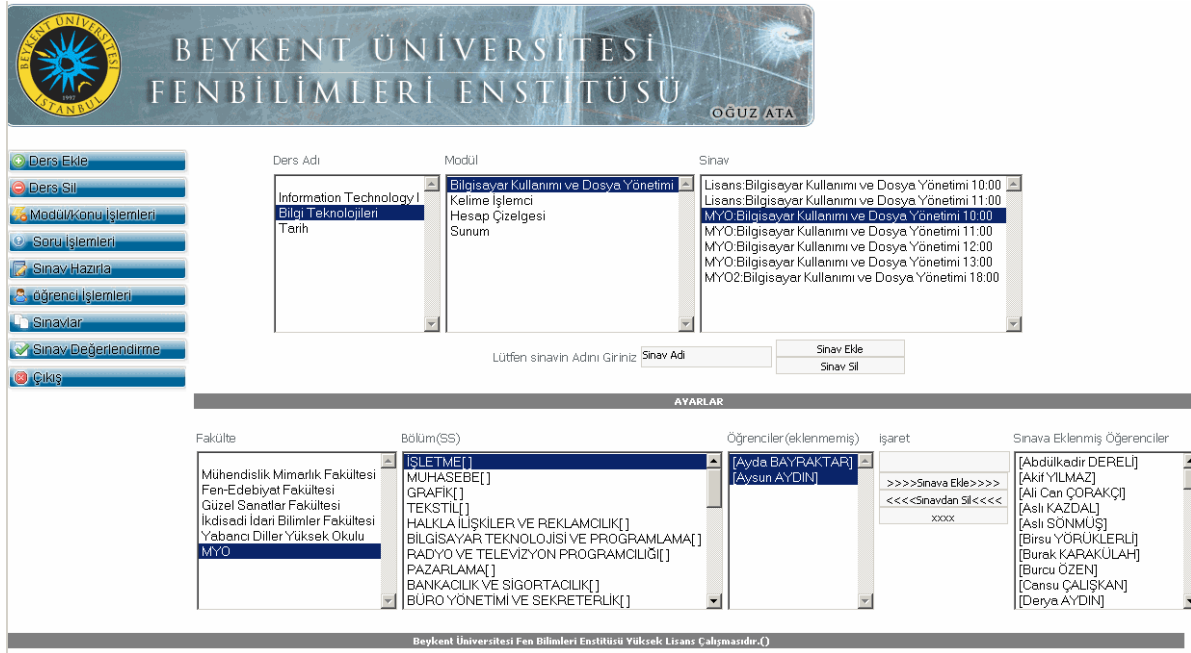 BEYKENT ÜNİVERSİTESİ
FENBİLİMLERİ ENSTİTÜSÜ
OĞUZ ATA
BEYKENT ÜNİVERSİTESİ
1997
İSTANBUL
Ders Ekle
Ders Sil
Modül/Konu İşlemleri
Soru İşlemleri
Sınav Hazırla
öğrenci İşlemleri
Sınavlar
Sınav Değerlendirme
Çıkış
Ders Adı
Information Technology I
Bilgi Teknolojileri
Tarih
Modül
Bilgisayar Kullanımı ve Dosya Yönetimi
Kelime İşlemci
Hesap Çizelgesi
Sunum
Sınav
Lisans:Bilgisayar Kullanımı ve Dosya Yönetimi 10:00
Lisans:Bilgisayar Kullanımı ve Dosya Yönetimi 11:00
MYO:Bilgisayar Kullanımı ve Dosya Yönetimi 10:00
MYO:Bilgisayar Kullanımı ve Dosya Yönetimi 11:00
MYO:Bilgisayar Kullanımı ve Dosya Yönetimi 12:00
MYO:Bilgisayar Kullanımı ve Dosya Yönetimi 13:00
MYO2:Bilgisayar Kullanımı ve Dosya Yönetimi 18:00
Lütfen sinavin Adını Giriniz
Sinav Adi
Sinav Ekle
Sinav Sil
AYARLAR
Fakülte
Mühendislik Mimarlık Fakültesi
Fen-Edebiyat Fakültesi
Güzel Sanatlar Fakültesi
İkdisadi İdari Bilimler Fakültesi
Yabancı Diller Yüksek Okulu
MYO
Bölüm(SS)
İŞLETME[ ]
MUHASEBE[ ]
GRAFİK[ ]
TEKSTİL[ ]
HALKLA İLİŞKİLER VE REKLAMCILIK[ ]
BİLGİSAYAR TEKNOLOJİSİ VE PROGRAMLAMA[ ]
RADYO VE TELEVİZYON PROGRAMCILIĞI[ ]
PAZARLAMA[ ]
BANKACILIK VE SİGORTACILIK[ ]
BÜRO YÖNETİMİ VE SEKRETERLİK[ ]
Öğrenciler(eklenmemiş)
[Ayda BAYRAKTAR]
[Aysun AYDIN]
işaret
>>>>Sınava Ekle>>>>
<<<<Sınavdan Sil<<<<
xxxx
Sınava Eklenmiş Öğerenciler
[Abdülkadir DERELİ]
[Akif YILMAZ]
[Ali Can ÇORAKÇI]
[Aslı KAZDAL]
[Aslı SÖNMÜŞ]
[Birsu YÖRÜKLERLİ]
[Burak KARAKÜLAH]
[Burcu ÖZEN]
[Cansu ÇALIŞKAN]
[Derya AYDIN]
Beykent Üniversitesi Fen Bilimleri Enstitüsü Yüksek Lisans Çalışmasıdır.()